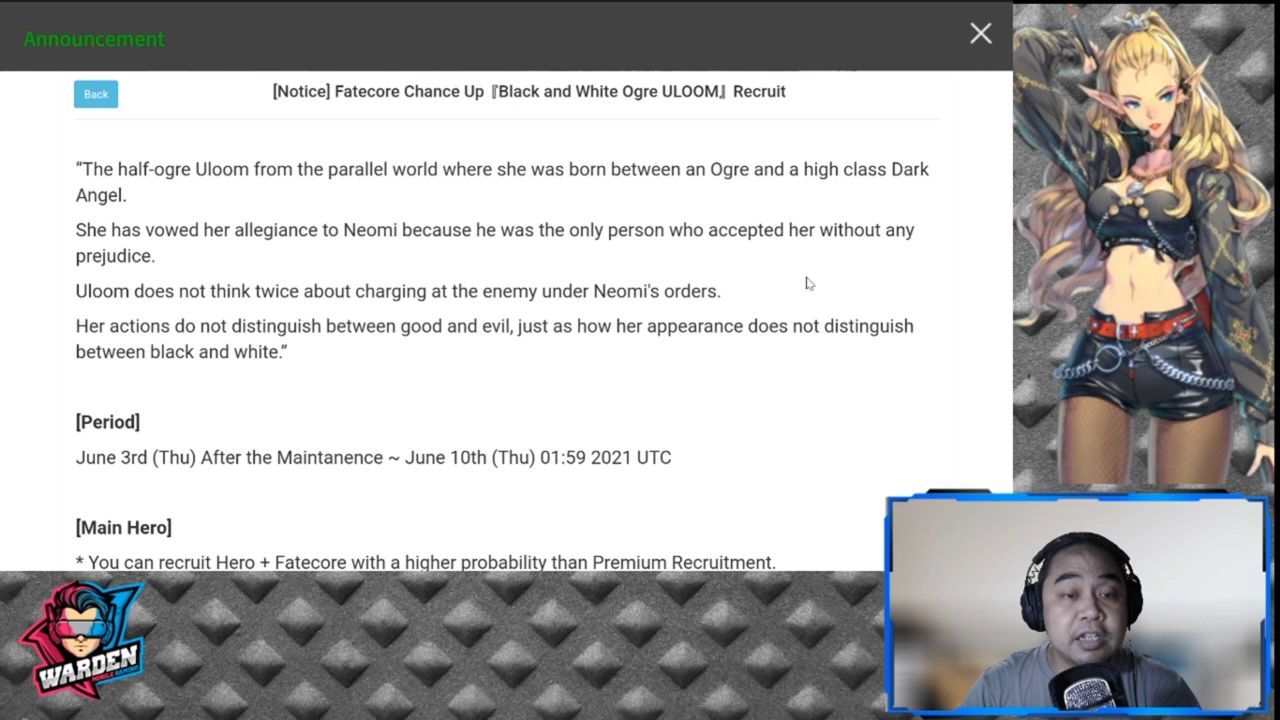 Announcement
Back
[Notice] Fatecore Chance Up『Black and White Ogre ULOOM』Recruit
“The half-ogre Uloom from the parallel world where she was born between an Ogre and a high class Dark
Angel.
She has vowed her allegiance to Neomi because he was the only person who accepted her without any
prejudice.
Uloom does not think twice about charging at the enemy under Neomi's orders.
Her actions do not distinguish between good and evil, just as how her appearance does not distinguish
between black and white.”
[Period]
June 3rd (Thu) After the Maintanence ~ June 10th (Thu) 01:59 2021 UTC
[Main Hero]
* You can recruit Hero + Fatecore with a higher probability than Premium Recruitment.
WARDEN
MOBILE GAMING